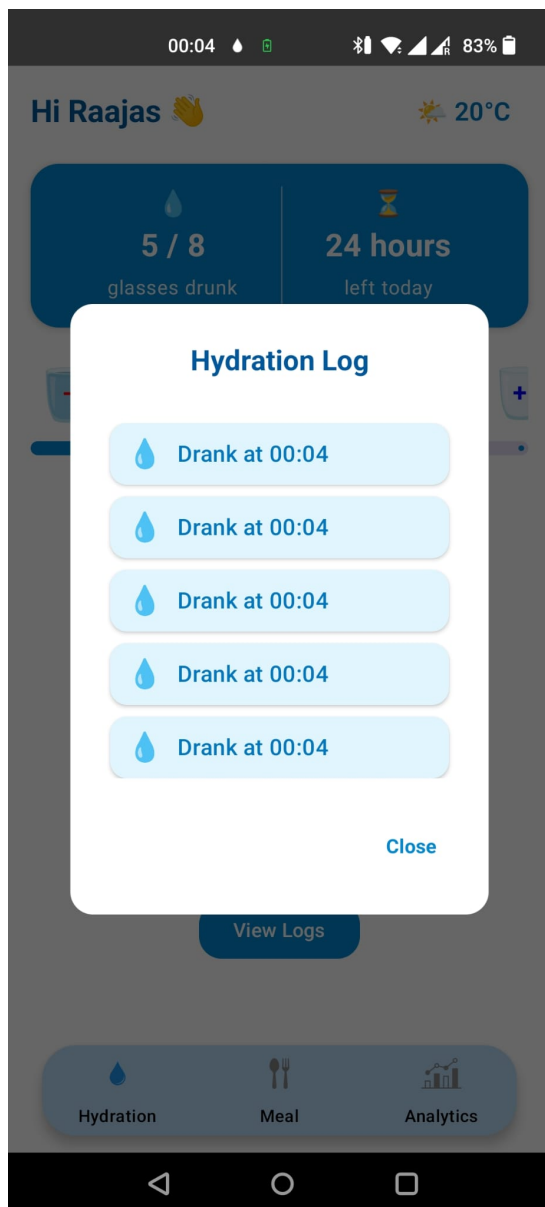 00:04
83%
Hi Raajas 👋
20°C
5 / 8
24 hours
glasses drunk
left today
-
+
Hydration Log
Drank at 00:04
Drank at 00:04
Drank at 00:04
Drank at 00:04
Drank at 00:04
Close
View Logs
Hydration
Meal
Analytics